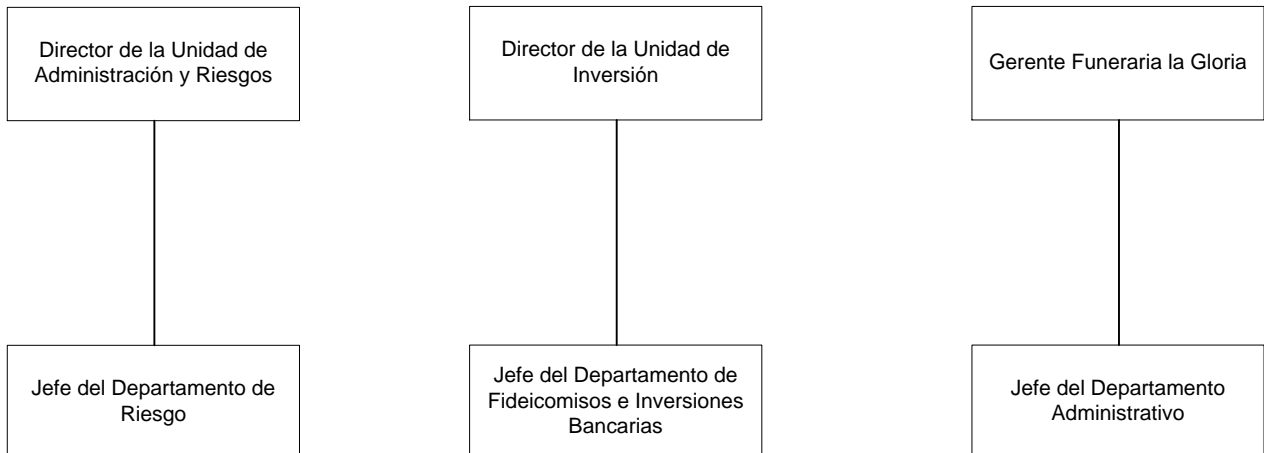 Director de la Unidad de
Administración y Riesgos
Director de la Unidad de
Inversión
Gerente Funeraria la Gloria
Jefe del Departamento de
Riesgo
Jefe del Departamento de
Fideicomisos e Inversiones
Bancarias
Jefe del Departamento
Administrativo